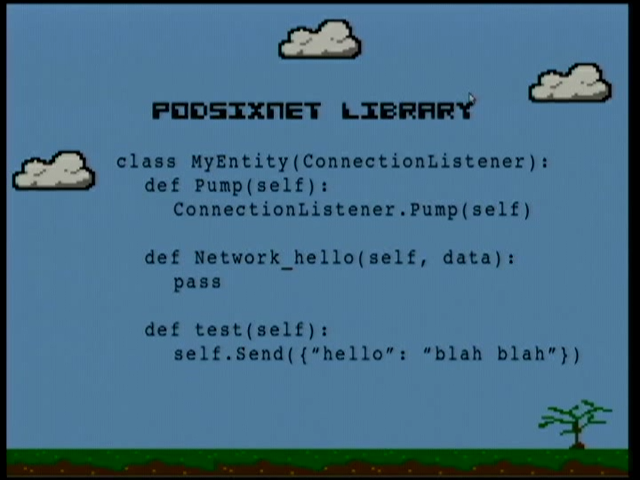 PODSIXNET LIBRARY
class MyEntity(ConnectionListener):
def Pump(self):
ConnectionListener.Pump(self)
def Network_hello(self, data):
pass
def test(self):
self.Send({“hello”: “blah blah”})